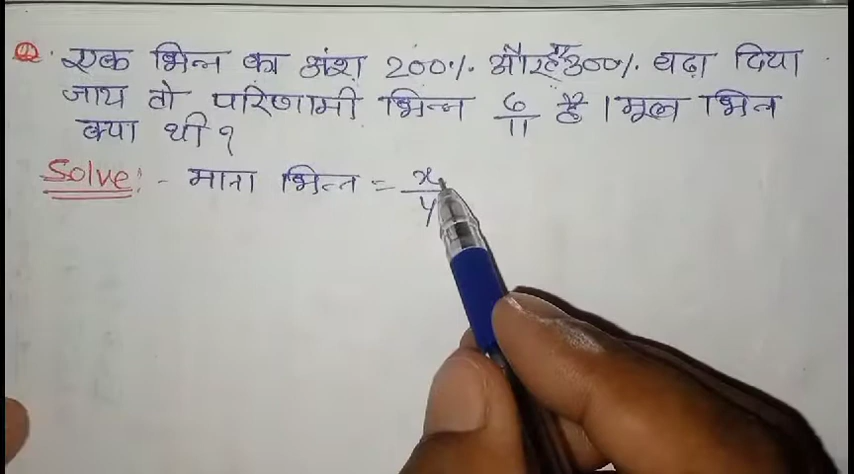 Q. एक भिन्न का अंश 200% और हर 300% बढ़ा दिया
जाय तो परिणामी भिन्न 6/11 है । मूल भिन्न
क्या थी ?
Solve:- माना भिन्न = x/y